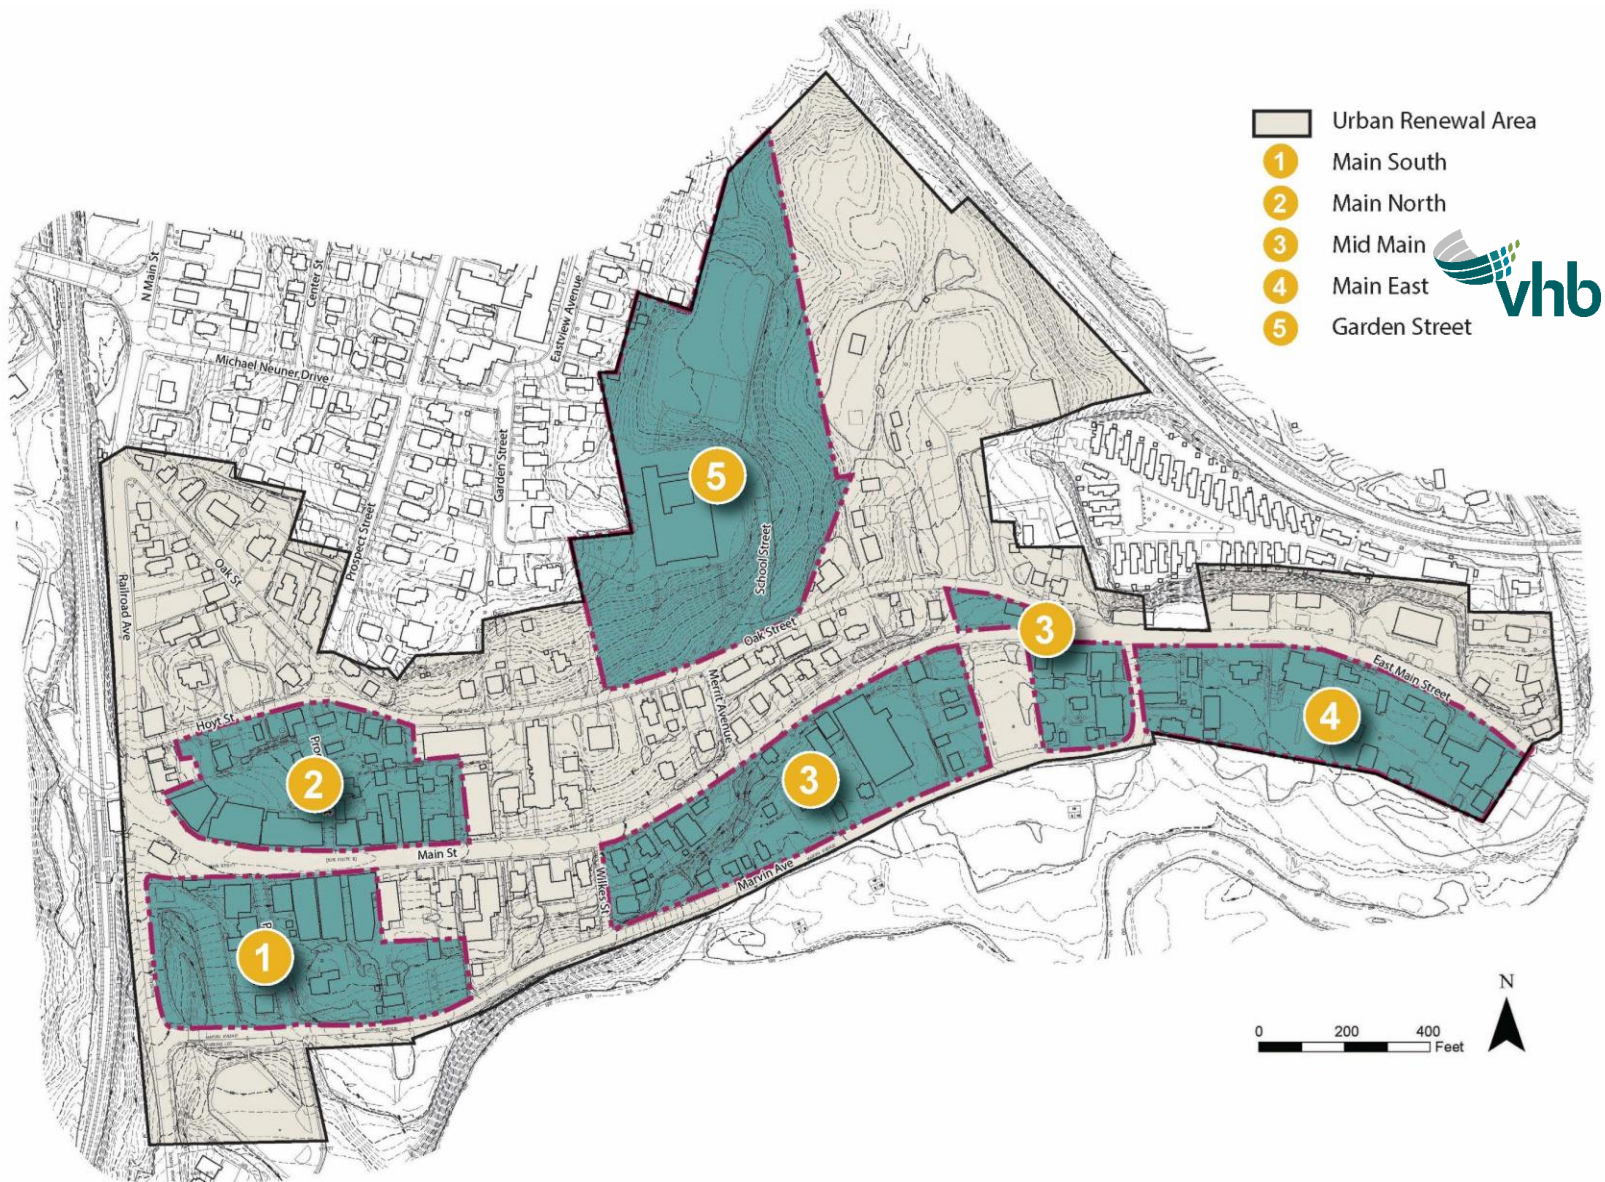 Urban Renewal Area
1 Main South
2 Main North
3 Mid Main
4 Main East
5 Garden Street
vhb
N Main St
Center St
Eastview Avenue
Michael Neuner Drive
Garden Street
Prospect Street
Oak St
Railroad Ave
5
School Street
Oak Street
Merritt Avenue
3
East Main Street
4
Hoyt St
Pro
2
3
Main St
Wilkes St
Marvin Ave
1
N
0 200 400
Feet